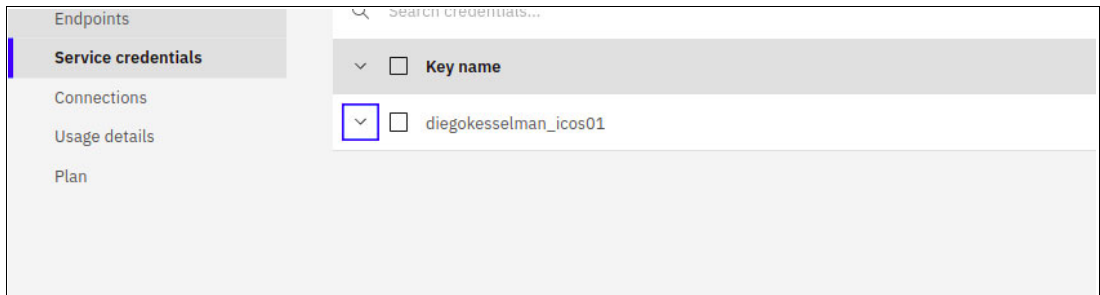 Endpoints
Search credentials...
Service credentials
Key name
Connections
diegokesselman_icos01
Usage details
Plan